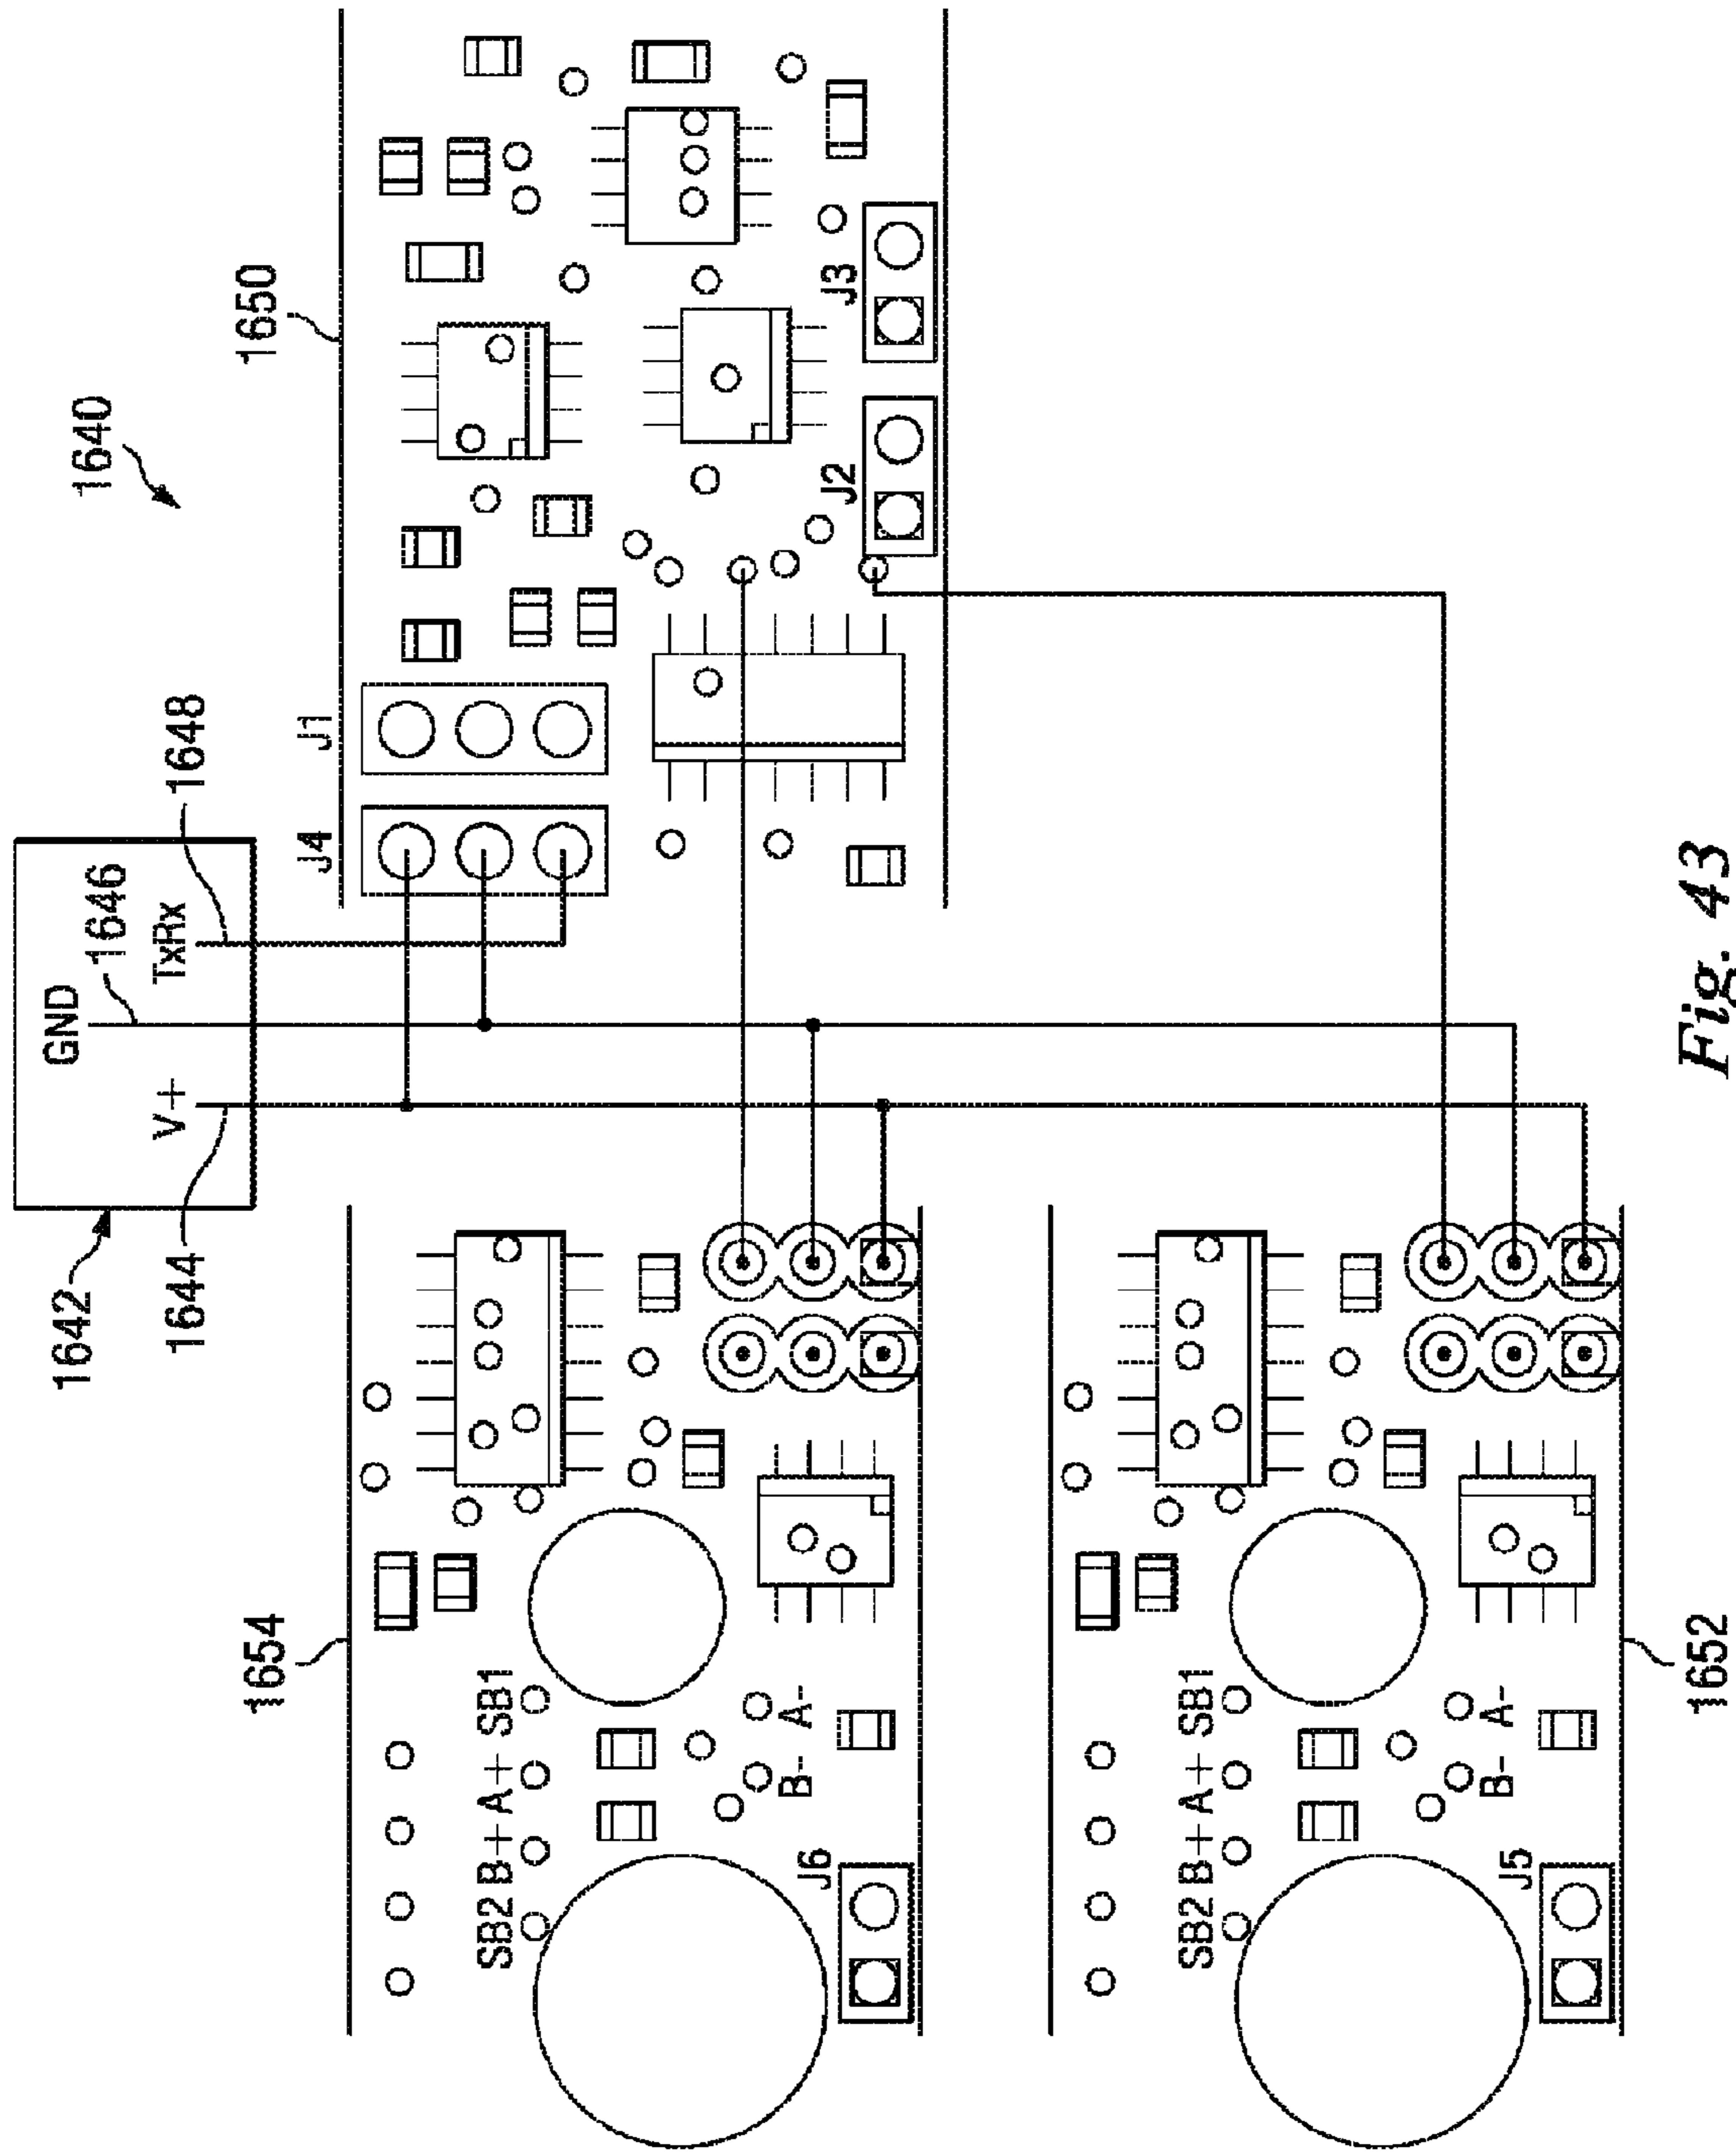 1640
1642
1644
V+
GND
1646
TxRx
1648
1650
J4
J1
J2
J3
1654
SB2 B+ A+ SB1
B- A-
J6
SB2 B+ A+ SB1
B- A-
J5
1652
Fig. 43